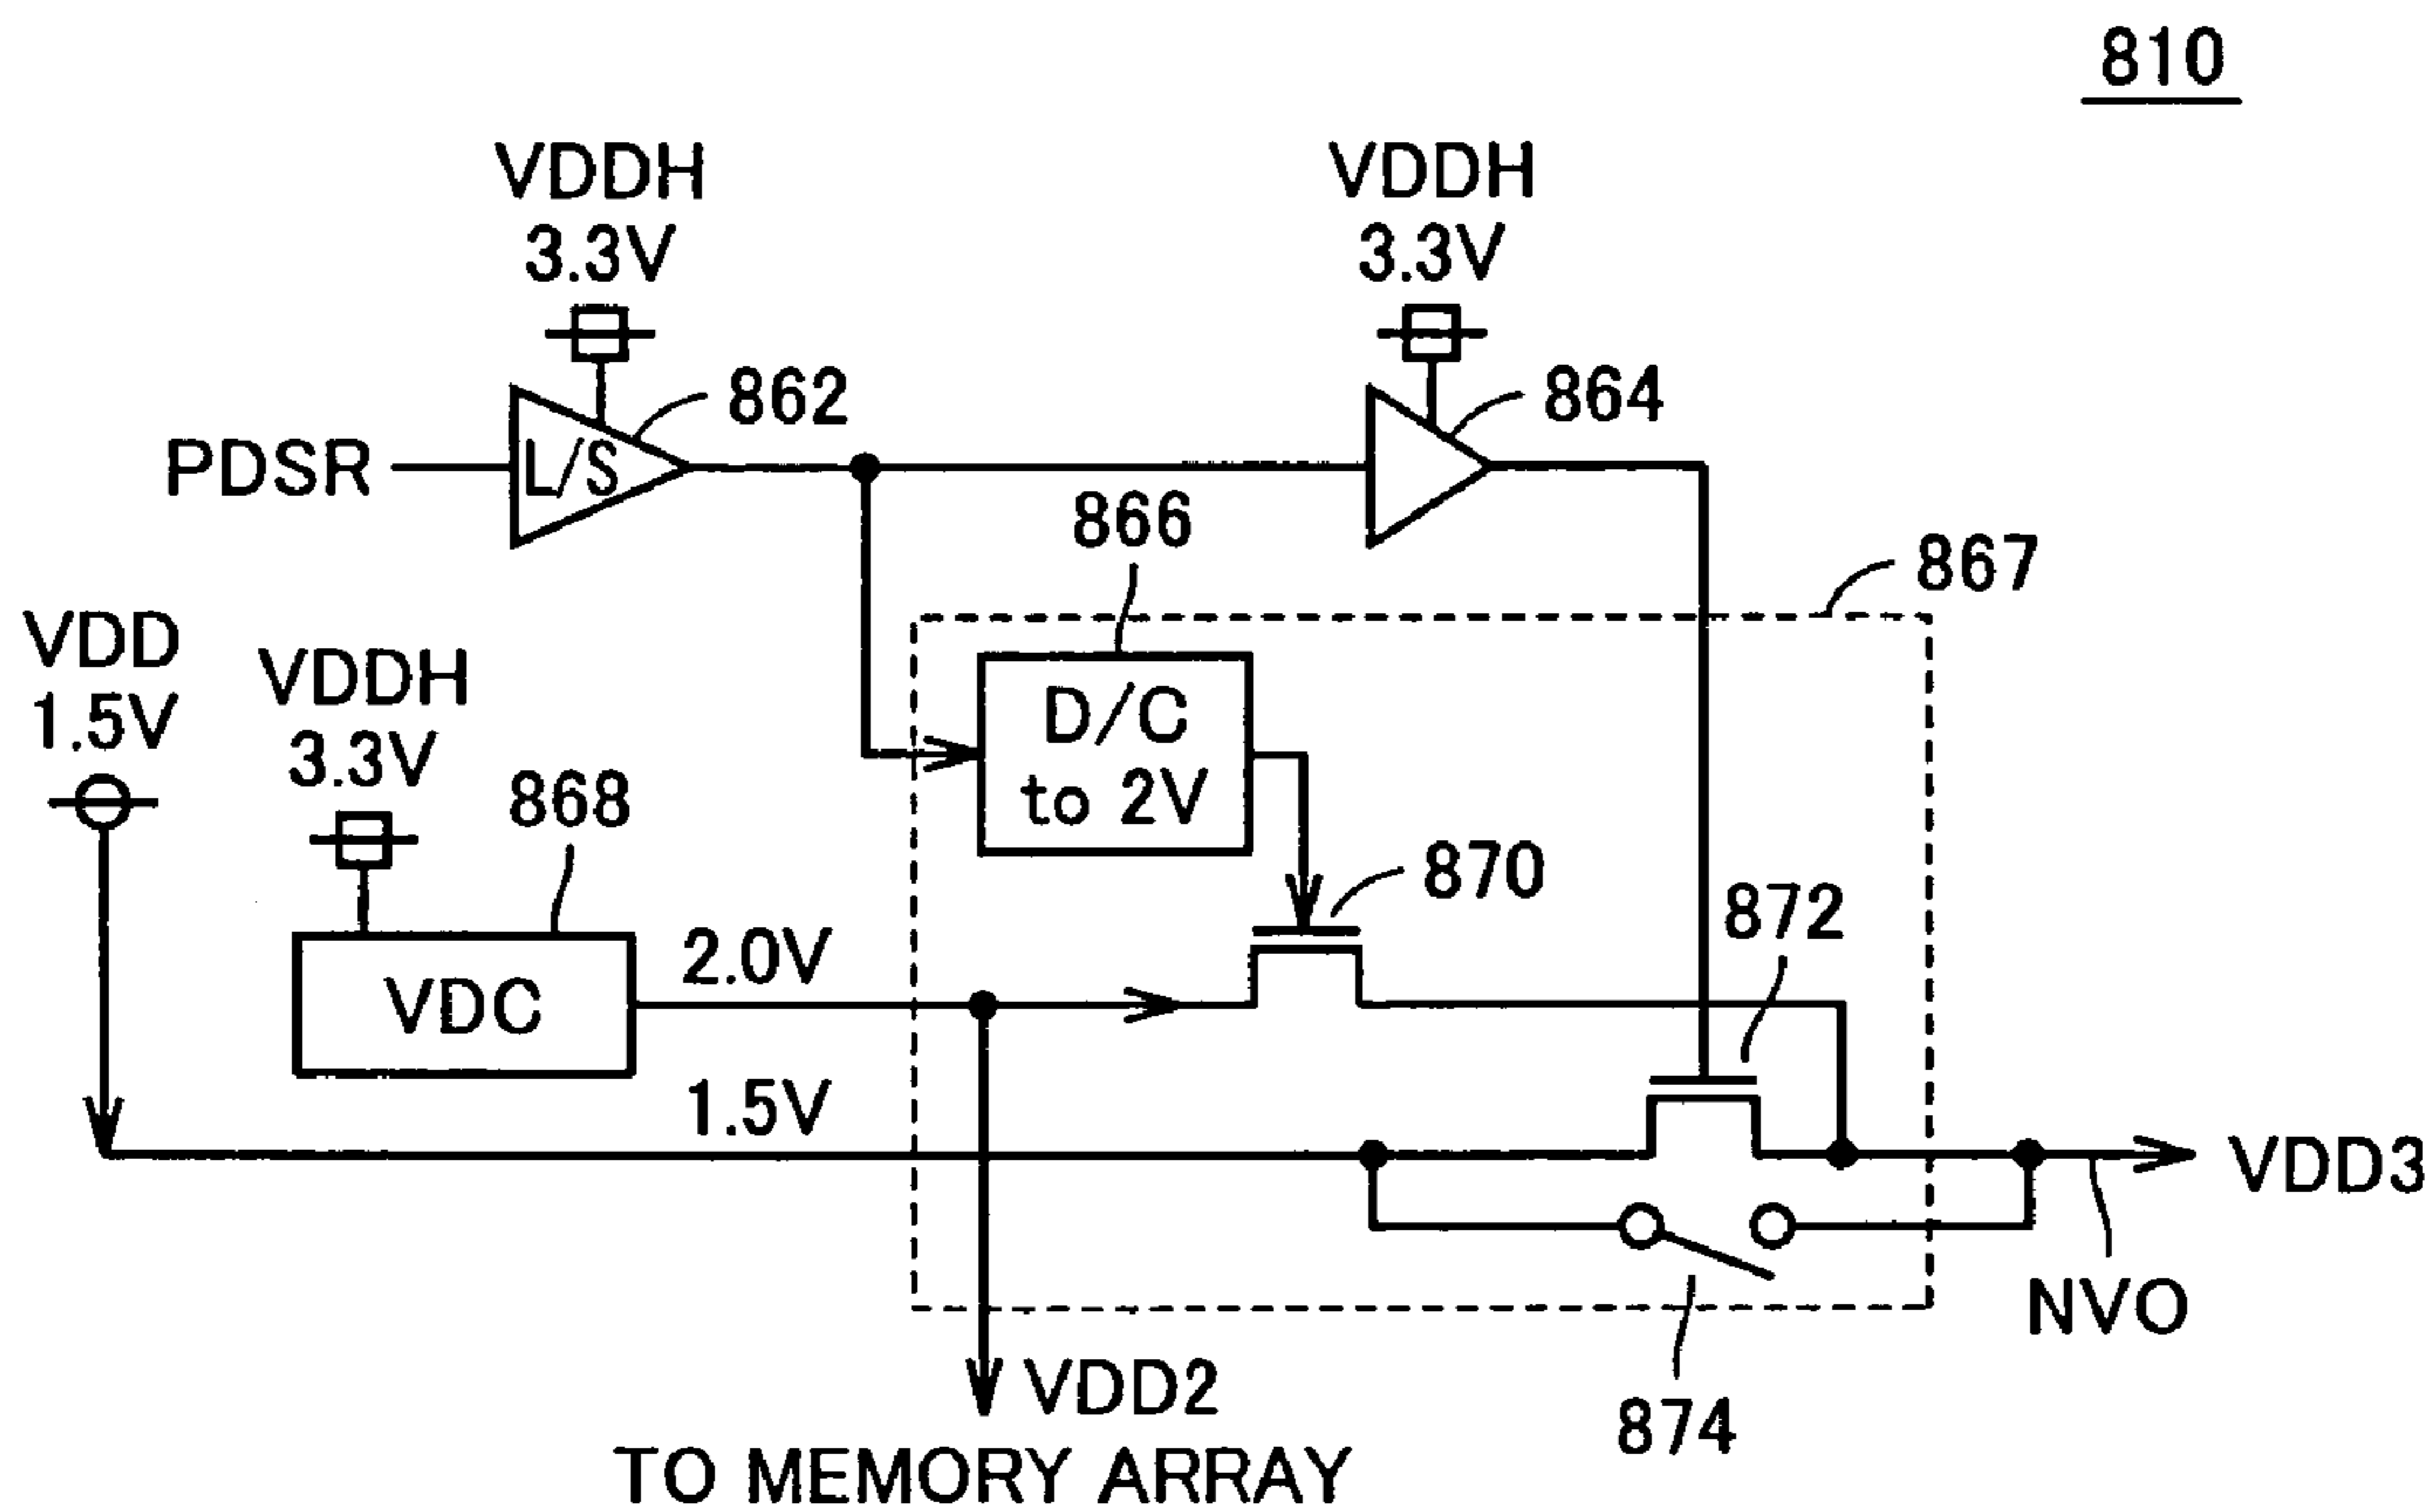 810
VDDH
3.3V
VDDH
3.3V
862
864
PDSR
L/S
866
867
VDD
1.5V
VDDH
3.3V
868
D/C
to 2V
870
872
2.0V
VDC
1.5V
VDD3
NVO
VDD2
874
TO MEMORY ARRAY